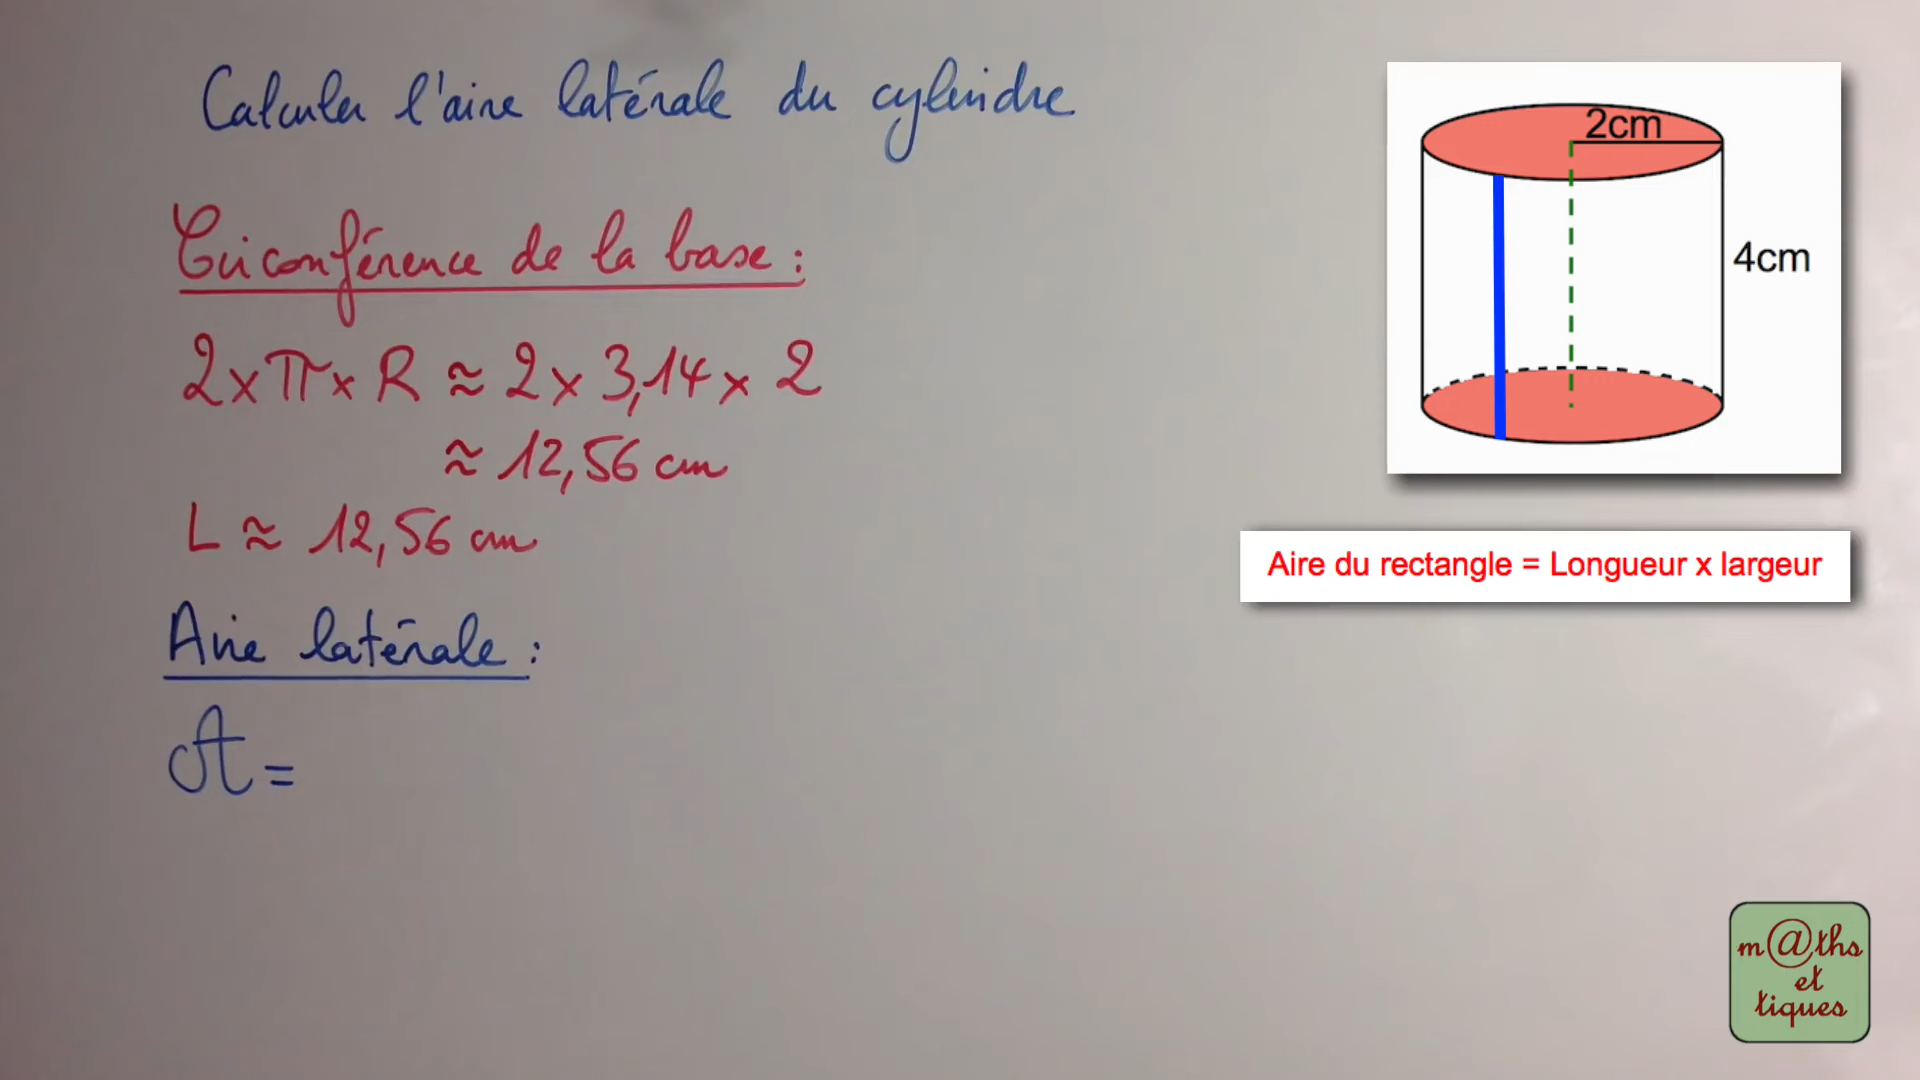 Calculer l'aire latérale du cylindre
Circonférence de la base :
2 x π x R ≈ 2 x 3,14 x 2
≈ 12,56 cm
L ≈ 12,56 cm
Aire latérale :
A =
2cm
4cm
Aire du rectangle = Longueur x largeur
m@ths
et
tiques